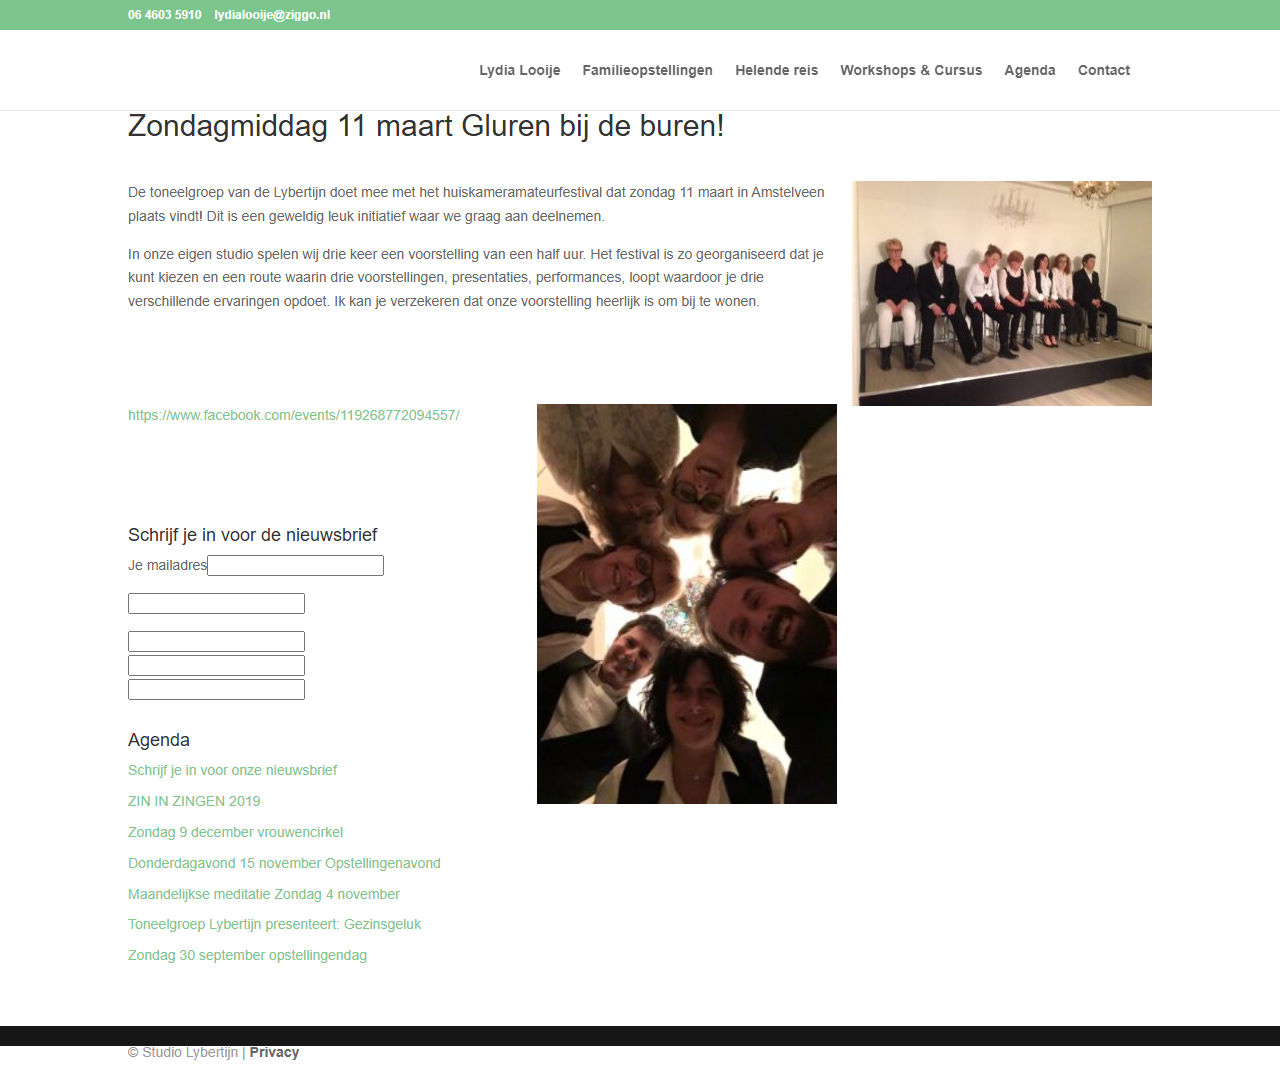 06 4603 5910 lydialooije@ziggo.nl
Lydia Looije Familieopstellingen Helende reis Workshops & Cursus Agenda Contact
Zondagmiddag 11 maart Gluren bij de buren!
De toneelgroep van de Lybertijn doet mee met het huiskameramateurfestival dat zondag 11 maart in Amstelveen
plaats vindt! Dit is een geweldig leuk initiatief waar we graag aan deelnemen.
In onze eigen studio spelen wij drie keer een voorstelling van een half uur. Het festival is zo georganiseerd dat je
kunt kiezen en een route waarin drie voorstellingen, presentaties, performances, loopt waardoor je drie
verschillende ervaringen opdoet. Ik kan je verzekeren dat onze voorstelling heerlijk is om bij te wonen.
https://www.facebook.com/events/119268772094557/
Schrijf je in voor de nieuwsbrief
Je mailadres
Agenda
Schrijf je in voor onze nieuwsbrief
ZIN IN ZINGEN 2019
Zondag 9 december vrouwencirkel
Donderdagavond 15 november Opstellingenavond
Maandelijkse meditatie Zondag 4 november
Toneelgroep Lybertijn presenteert: Gezinsgeluk
Zondag 30 september opstellingendag
© Studio Lybertijn | Privacy